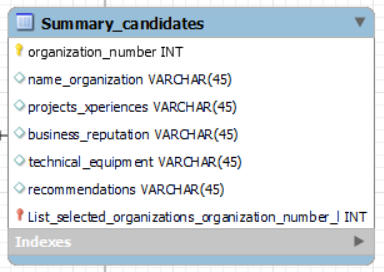 Summary_candidates
organization_number INT
name_organization VARCHAR(45)
projects_xperiences VARCHAR(45)
business_reputation VARCHAR(45)
technical_equipment VARCHAR(45)
recommendations VARCHAR(45)
List_selected_organizations_organization_number_l INT
Indexes